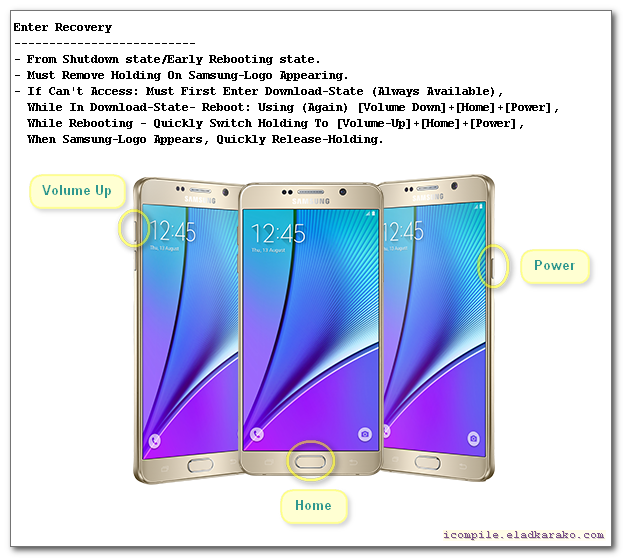 Enter Recovery
--------------------------
- From Shutdown state/Early Rebooting state.
- Must Remove Holding On Samsung-Logo Appearing.
- If Can't Access: Must First Enter Download-State (Always Available),
While In Download-State- Reboot: Using (Again) [Volume Down]+[Home]+[Power],
While Rebooting - Quickly Switch Holding To [Volume-Up]+[Home]+[Power],
When Samsung-Logo Appears, Quickly Release-Holding.
Volume Up
SAMSUNG
12:45
Thu, 13 August
SAMSUNG
12:45
Thu, 13 August
SAMSUNG
12:45
Thu, 13 August
Power
Home
icompile.eladkarako.com